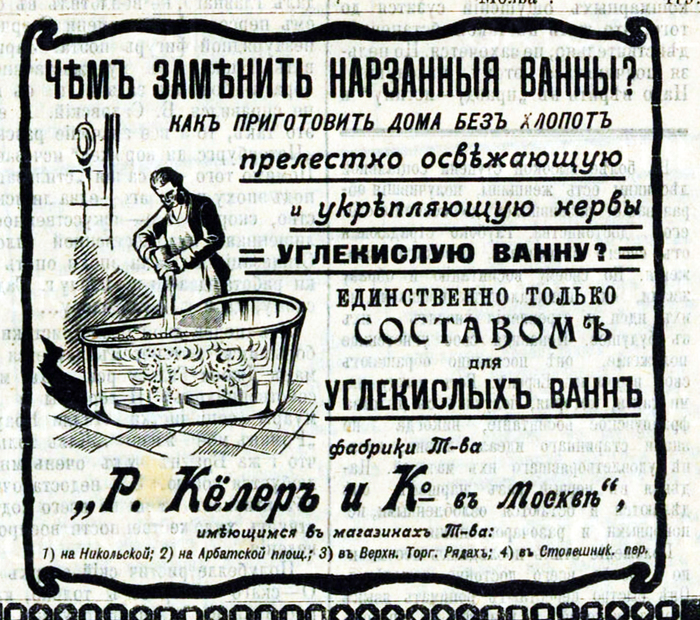 ЧѢМЪ ЗАМѢНИТЬ НАРЗАННЫЯ ВАННЫ?
КАКЪ ПРИГОТОВИТЬ ДОМА БЕЗЪ ХЛОПОТЪ
прелестно освѣжающую
и укрѣпляющую нервы
= УГЛЕКИСЛУЮ ВАННУ? =
ЕДИНСТВЕННО ТОЛЬКО
СОСТАВОМЪ
для
УГЛЕКИСЛЫХЪ ВАННЪ
фабрики Т-ва
„Р. Кёлеръ и Ко въ Москвѣ“,
имѣющимся въ магазинахъ Т-ва:
1) на Никольской; 2) на Арбатской площ.; 3) въ Верхн. Торг. Рядахъ; 4) въ Столешник. пер.